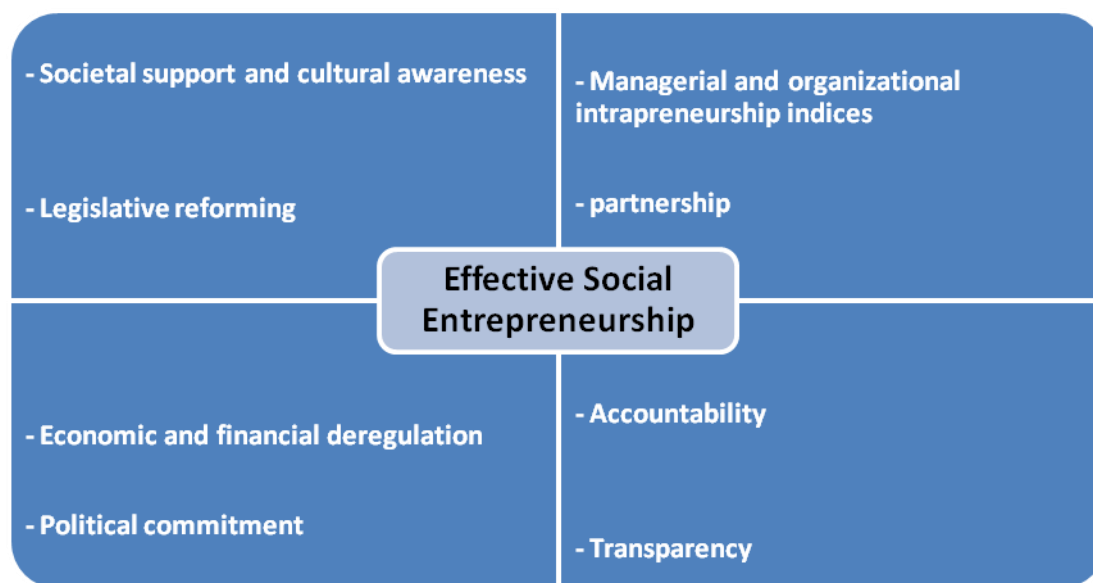 - Societal support and cultural awareness
- Legislative reforming
- Managerial and organizational
intrapreneurship indices
- partnership
Effective Social
Entrepreneurship
- Economic and financial deregulation
- Political commitment
- Accountability
- Transparency